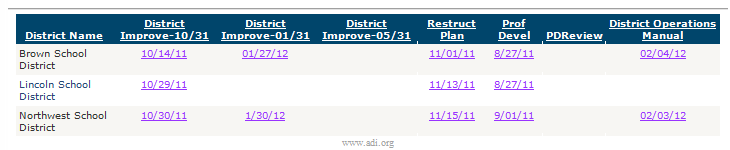 District Name District Improve-10/31 District Improve-01/31 District Improve-05/31 Restruct Plan Prof Devel PDReview District Operations Manual
Brown School District 10/14/11 01/27/12 11/01/11 8/27/11 02/04/12
Lincoln School District 10/29/11 11/13/11 8/27/11
Northwest School District 10/30/11 1/30/12 11/15/11 9/01/11 02/03/12
www.adi.org